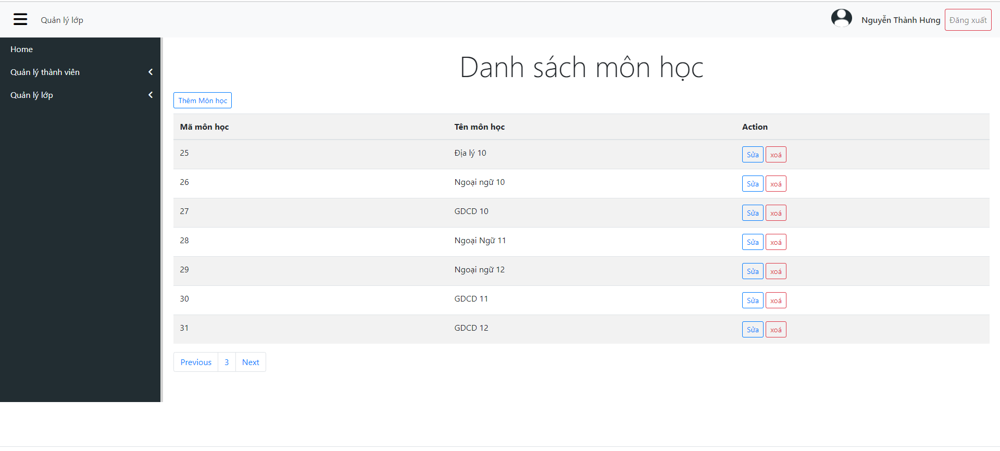 Quản lý lớp
Nguyễn Thành Hưng Đăng xuất
Home
Quản lý thành viên
Quản lý lớp
Danh sách môn học
Thêm Môn học
Mã môn học Tên môn học Action
25 Địa lý 10 Sửa xoá
26 Ngoại ngữ 10 Sửa xoá
27 GDCD 10 Sửa xoá
28 Ngoại Ngữ 11 Sửa xoá
29 Ngoại ngữ 12 Sửa xoá
30 GDCD 11 Sửa xoá
31 GDCD 12 Sửa xoá
Previous 3 Next